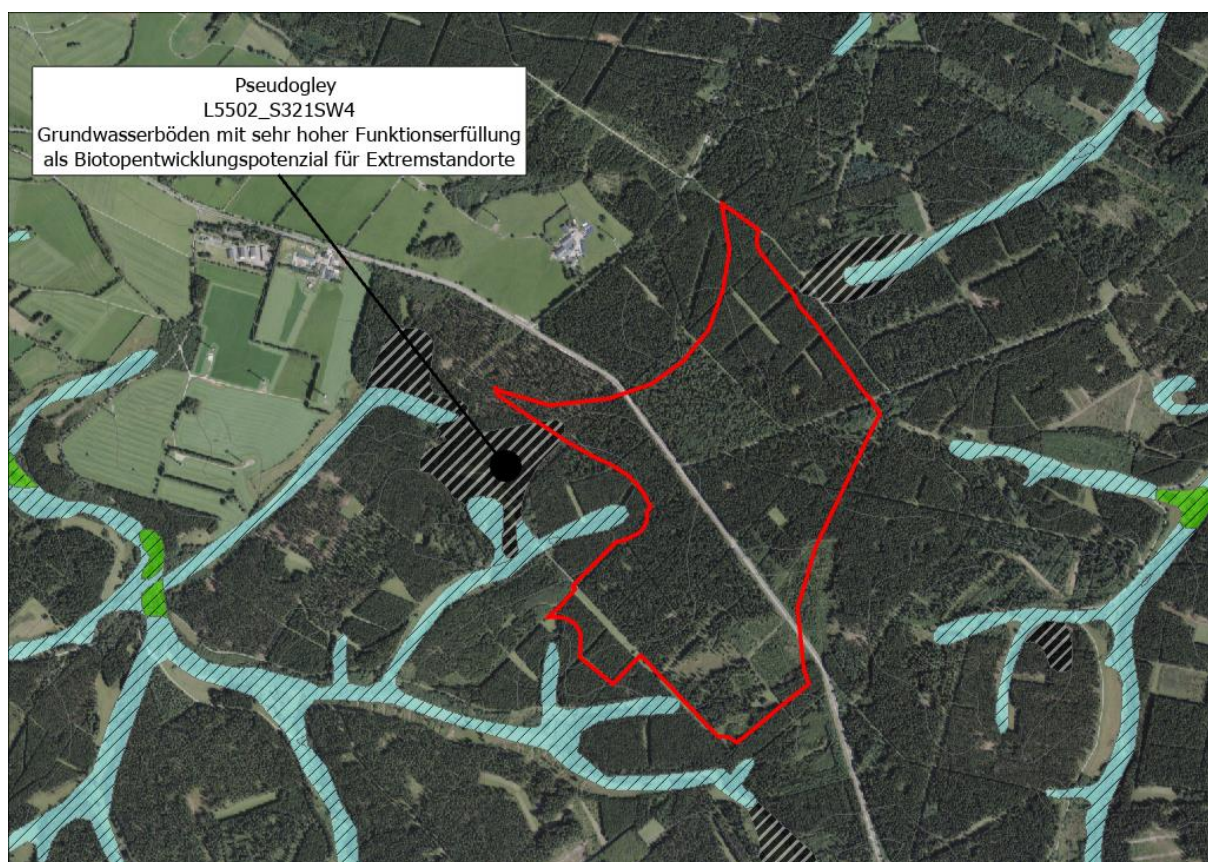 Pseudogley
L5502_S321SW4
Grundwasserböden mit sehr hoher Funktionserfüllung
als Biotopentwicklungspotenzial für Extremstandorte